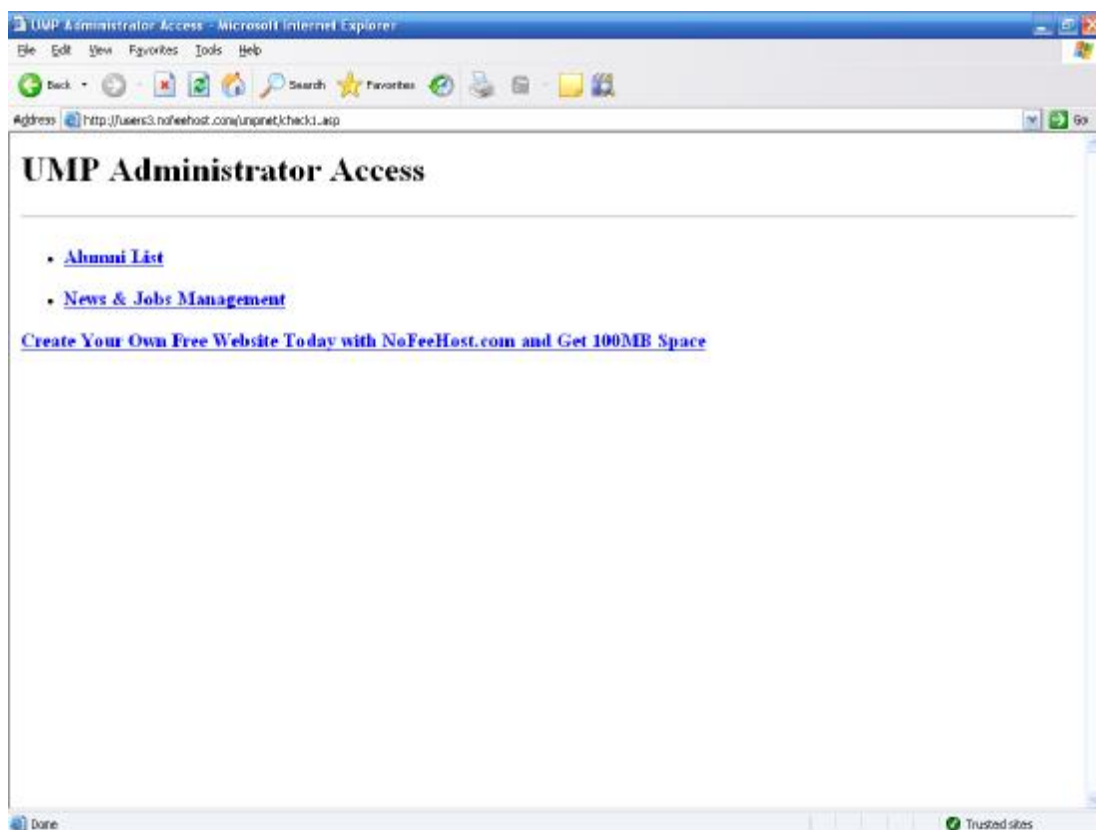 UMP Administrator Access - Microsoft Internet Explorer
File Edit View Favorites Tools Help
Back Search Favorites
Address http://users3.nofeehost.com/umpnet/check1.asp Go
UMP Administrator Access
Alumni List
News & Jobs Management
Create Your Own Free Website Today with NoFeeHost.com and Get 100MB Space
Done Trusted sites